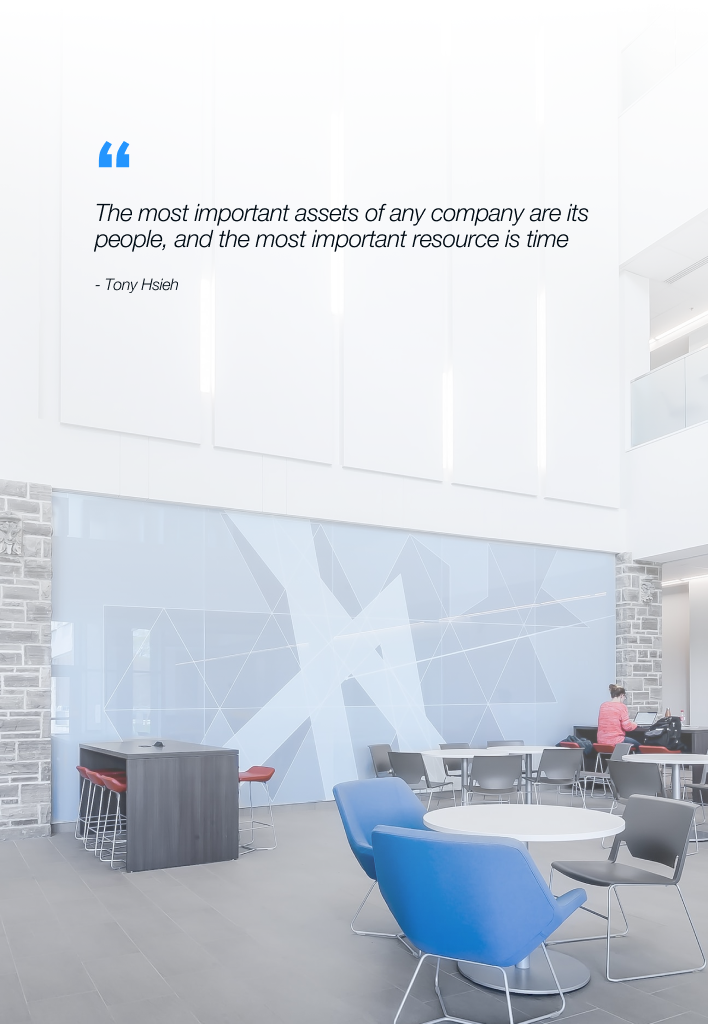 “
The most important assets of any company are its
people, and the most important resource is time
- Tony Hsieh